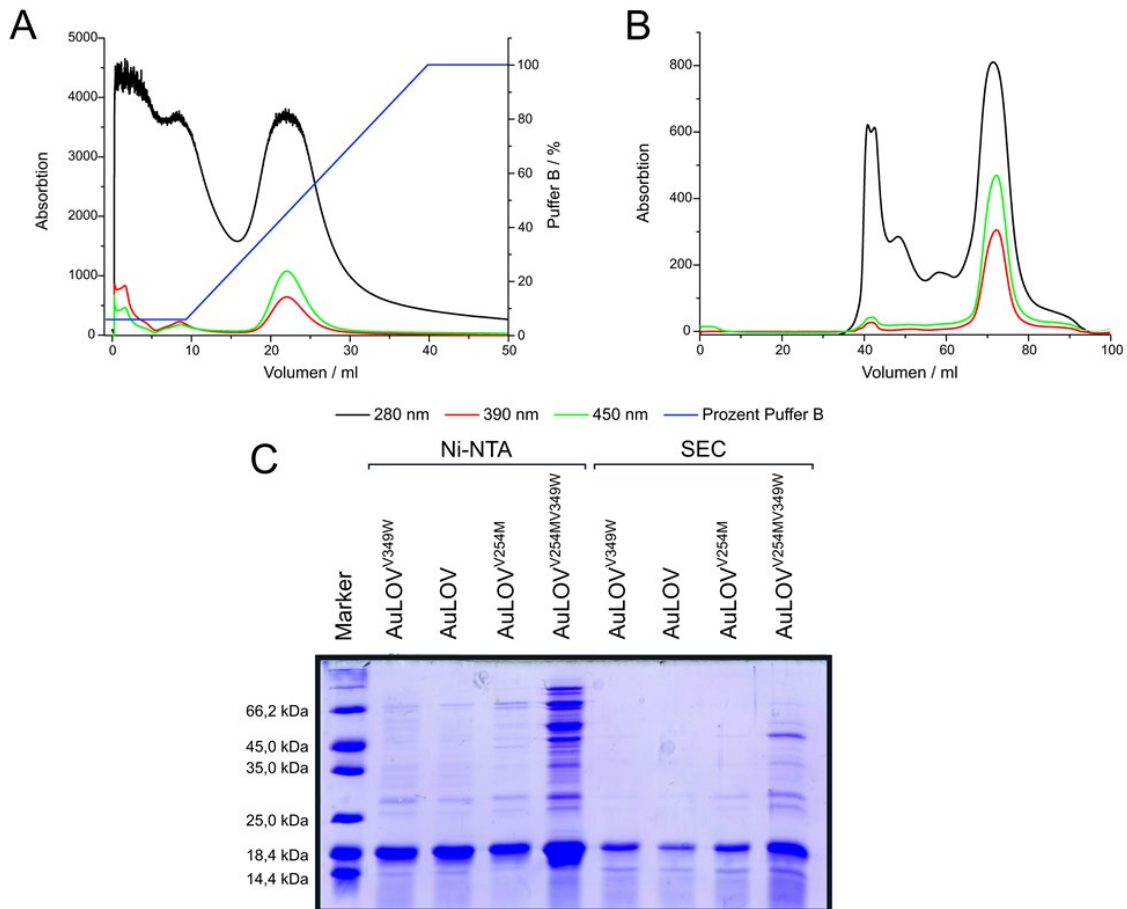 A
5000
4000
3000
2000
1000
0
Absorbtion
0 10 20 30 40 50
Volumen / ml
100
80
60
40
20
0
Puffer B / %
B
800
600
400
200
0
Absorbtion
0 20 40 60 80 100
Volumen / ml
280 nm 390 nm 450 nm Prozent Puffer B
C
Ni-NTA SEC
Marker
AuLOV^V349W
AuLOV
AuLOV^V254M
AuLOV^V254MV349W
AuLOV^V349W
AuLOV
AuLOV^V254M
AuLOV^V254MV349W
66,2 kDa
45,0 kDa
35,0 kDa
25,0 kDa
18,4 kDa
14,4 kDa